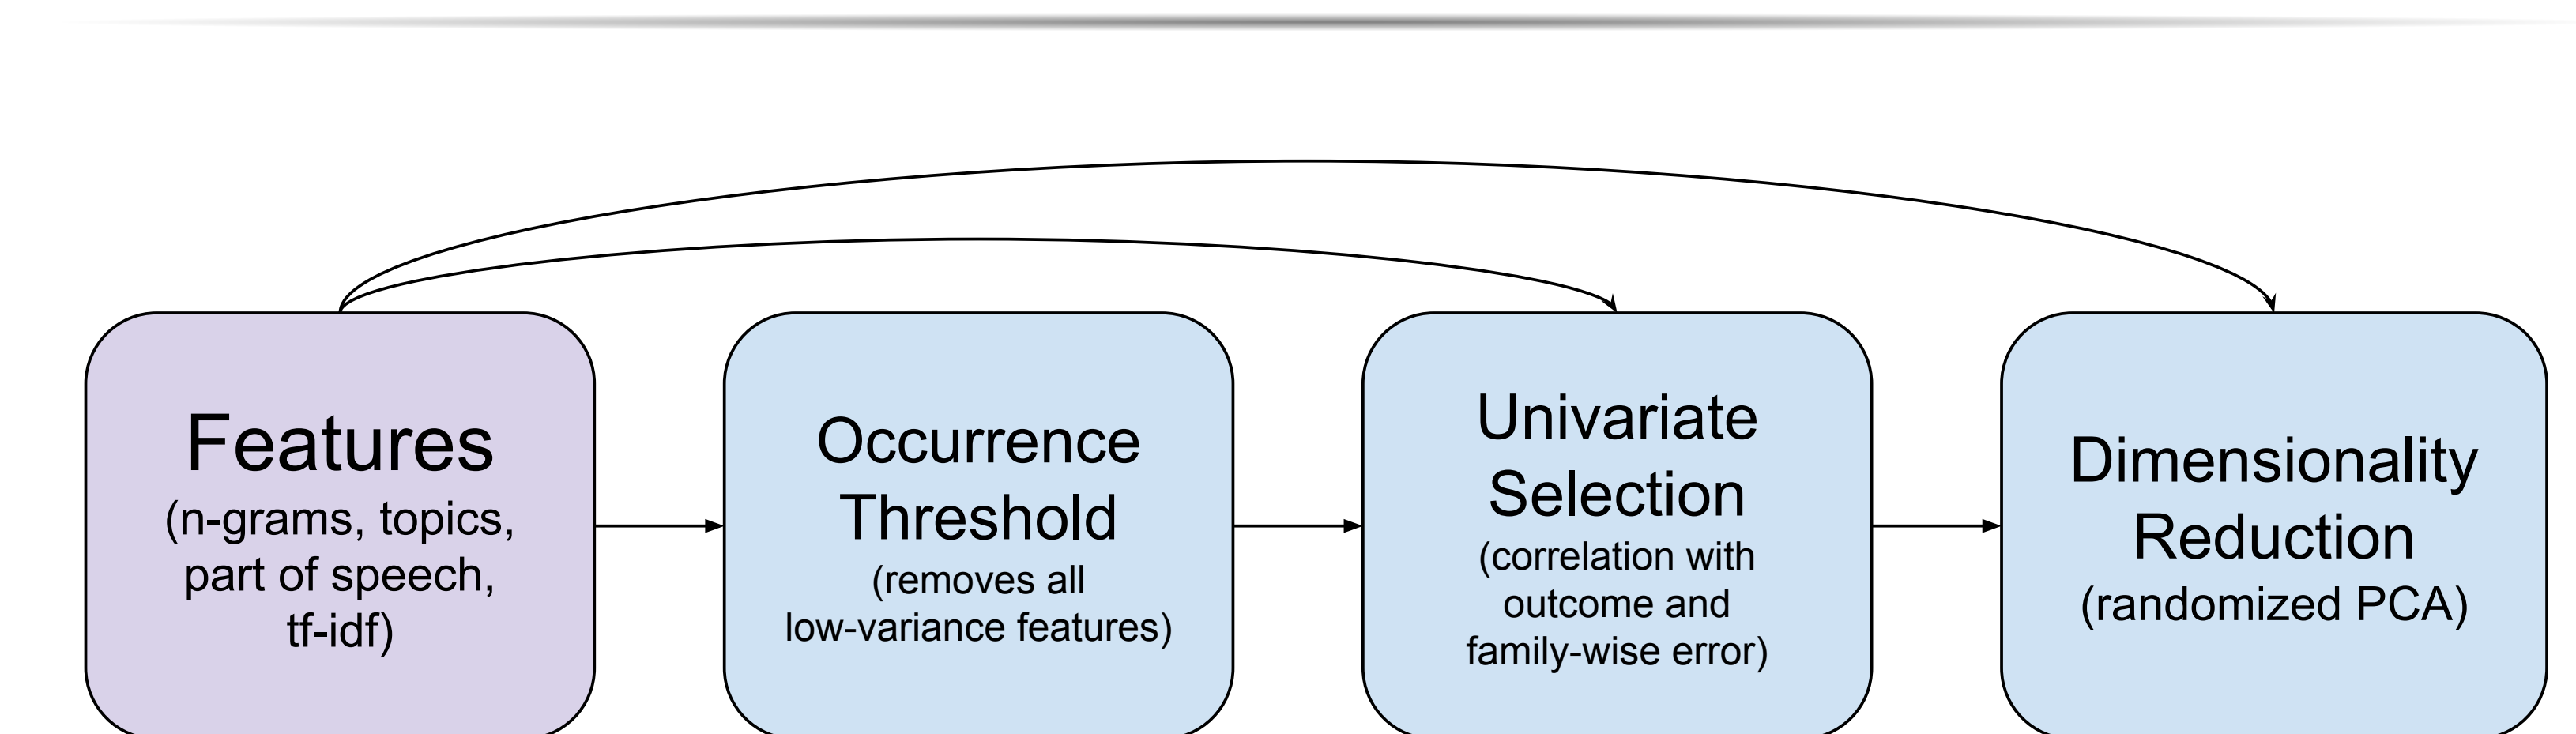 Features
(n-grams, topics,
part of speech,
tf-idf)
Occurrence
Threshold
(removes all
low-variance features)
Univariate
Selection
(correlation with
outcome and
family-wise error)
Dimensionality
Reduction
(randomized PCA)